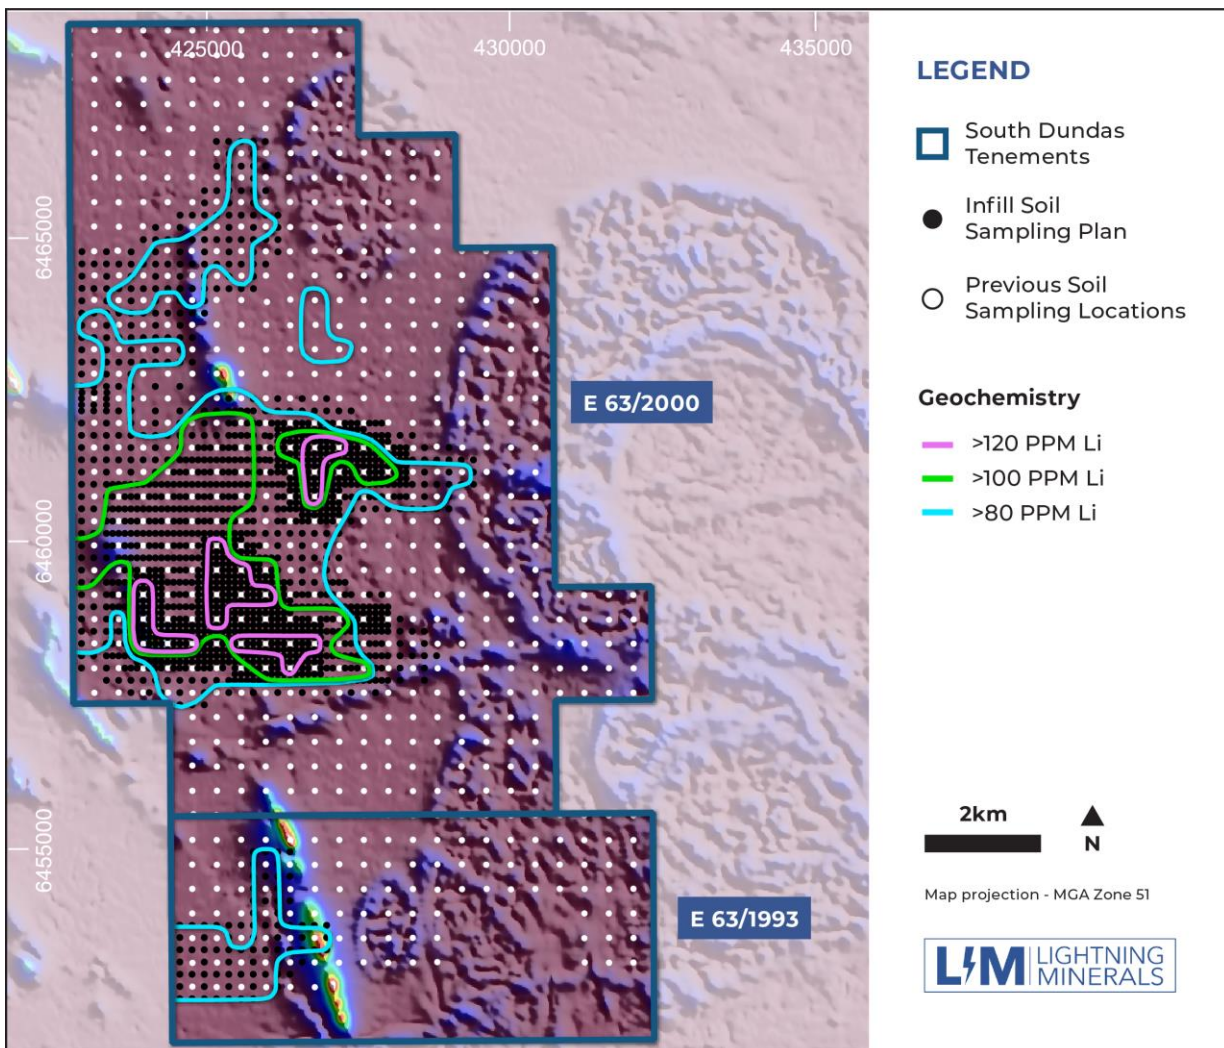 425000
430000
435000
6465000
6460000
6455000
E 63/2000
E 63/1993
LEGEND
South Dundas
Tenements
Infill Soil
Sampling Plan
Previous Soil
Sampling Locations
Geochemistry
>120 PPM Li
>100 PPM Li
>80 PPM Li
2km
N
Map projection - MGA Zone 51
LM
LIGHTNING
MINERALS